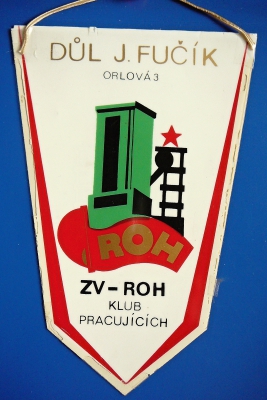 DŮL J. FUČÍK
ORLOVÁ 3
ROH
ZV-ROH
KLUB
PRACUJÍCÍCH